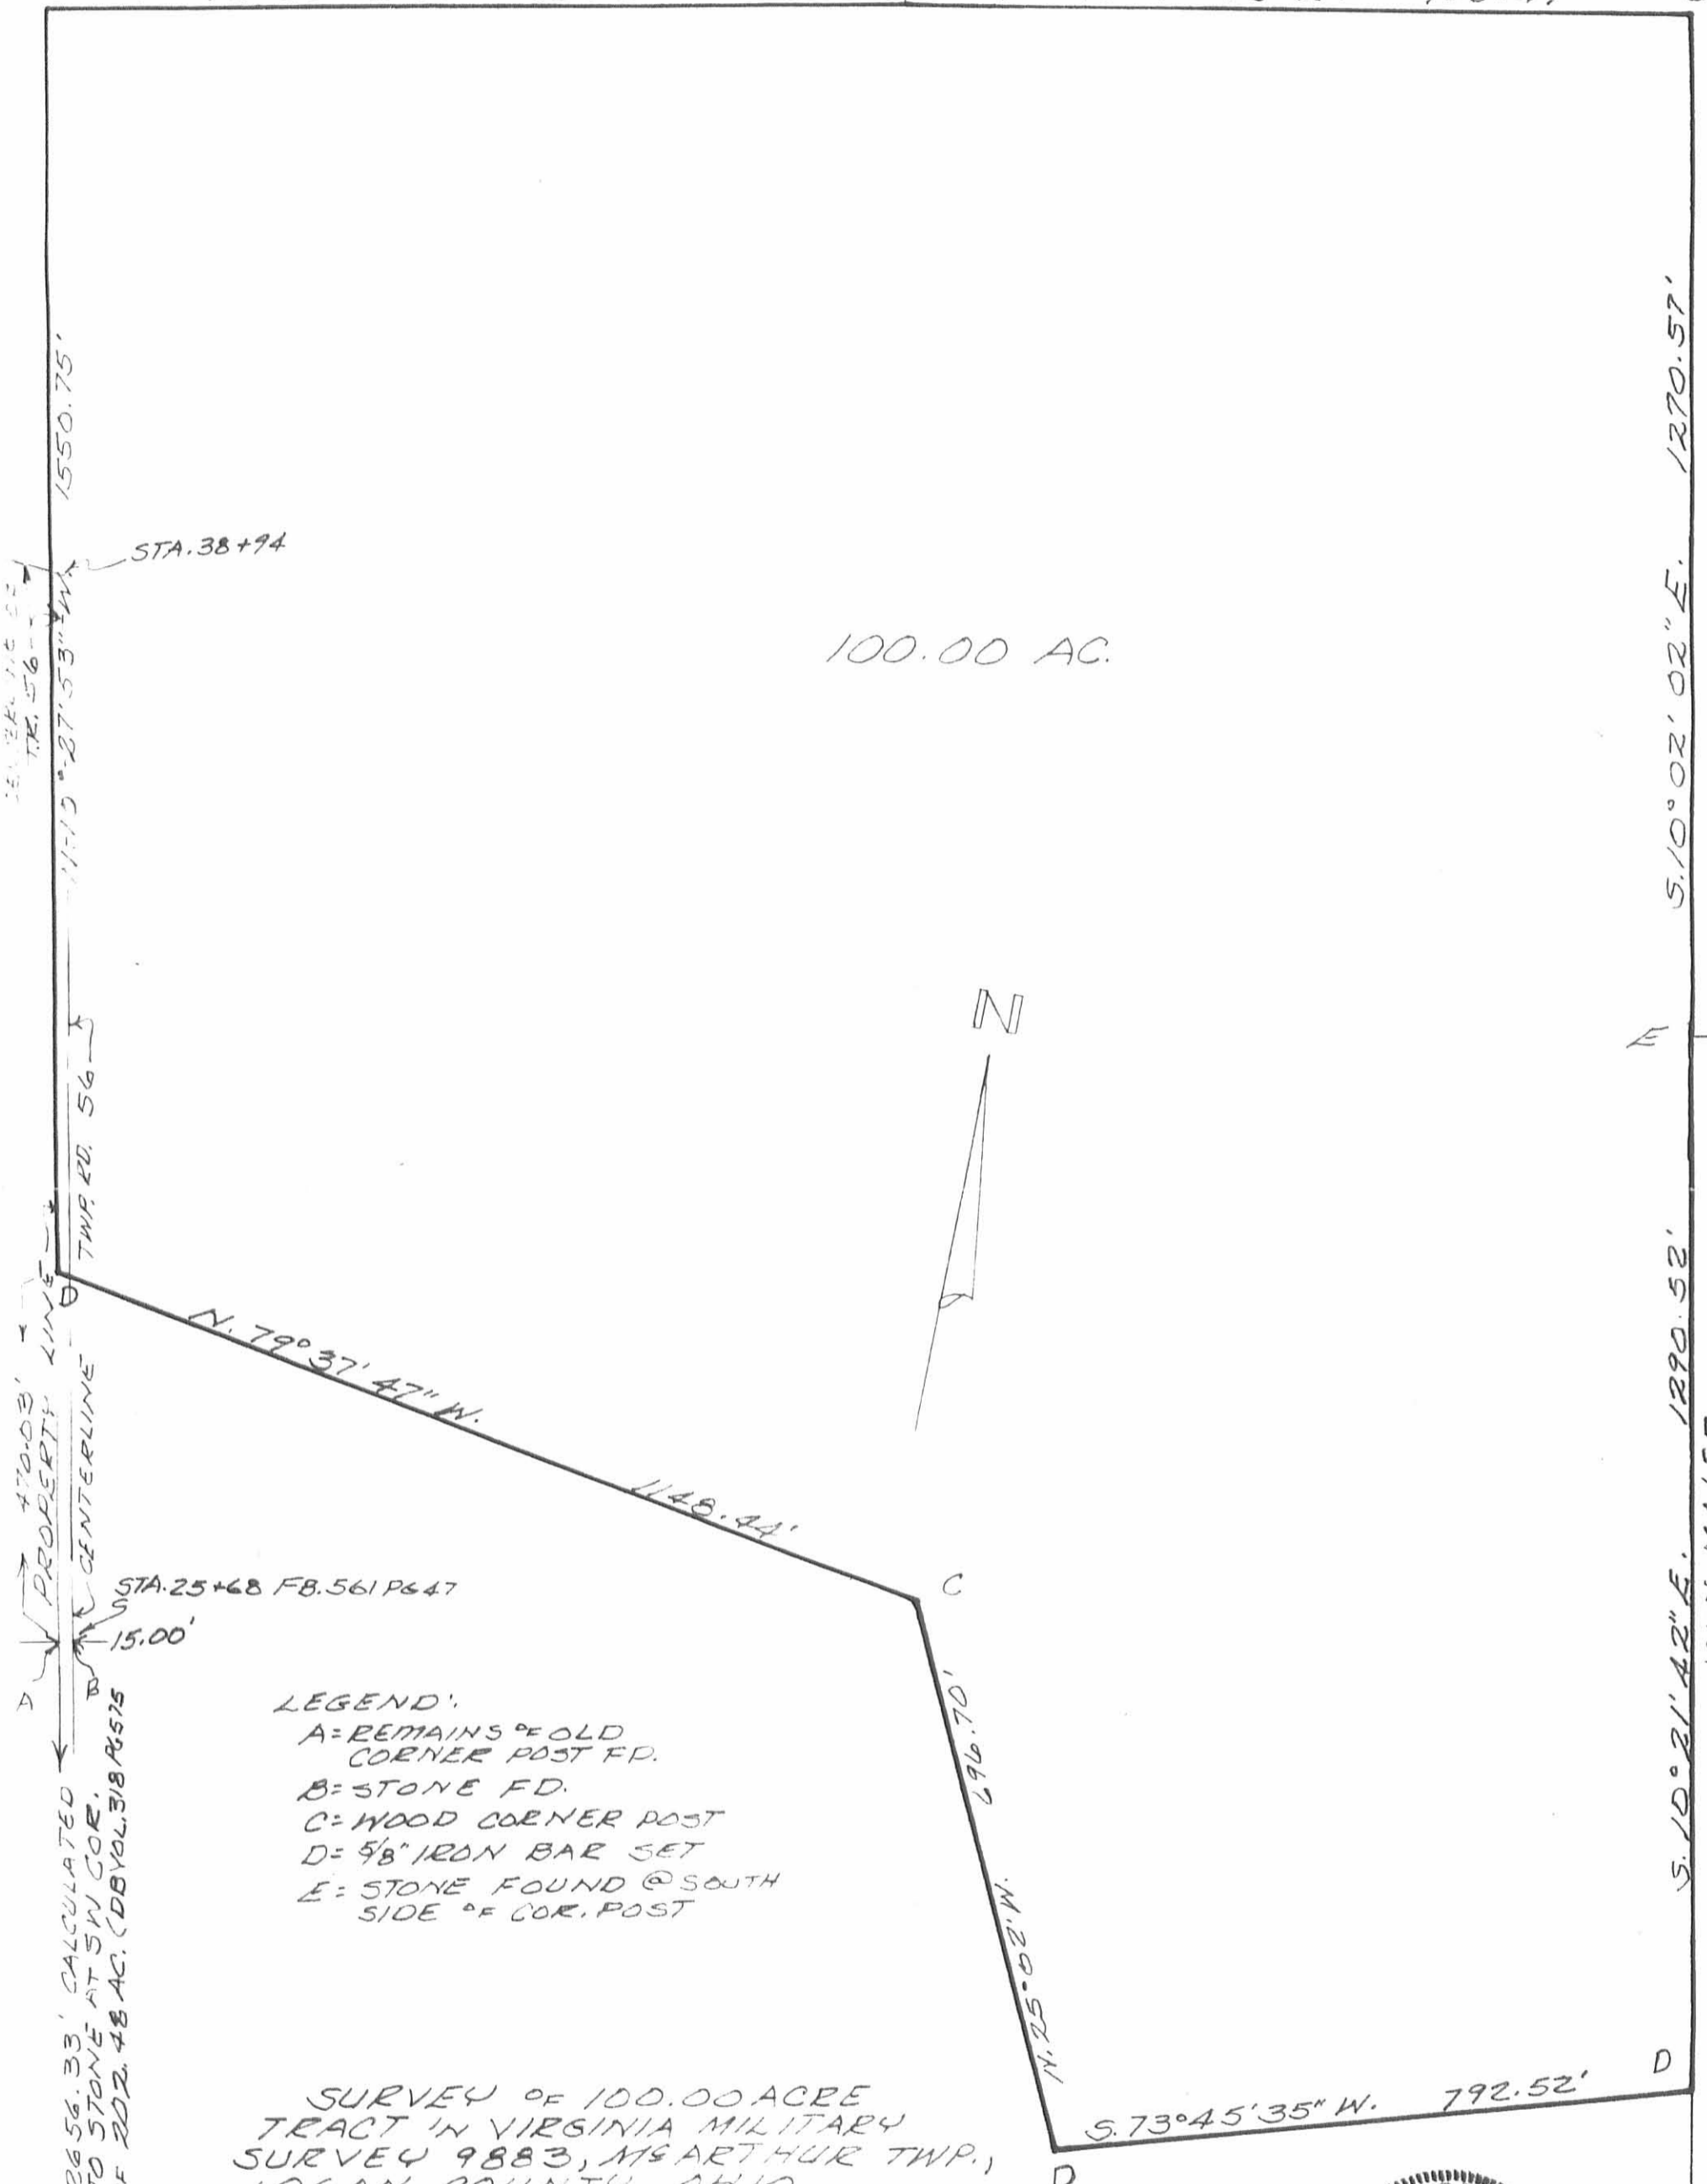 1550.75'
STA. 38+94
T.R. 56
TWP. RD. 56
100.00 AC.
S. 10° 02' 02" E. 1270.57'
N
E
D
N. 79° 37' 47" W.
1148.44'
C
470.03'
PROPERTY LINE
CENTERLINE
STA. 25+68 FB. 561 PG 47
15.00'
B
S. 10° 21' 42" E. 1290.52'
LEGEND:
A = REMAINS OF OLD
CORNER POST FD.
B = STONE FD.
C = WOOD CORNER POST
D = 5/8" IRON BAR SET
E = STONE FOUND @ SOUTH
SIDE OF COR. POST
696.70'
N. 25°-02' W.
2656.33' CALCULATED
TO STONE AT SW COR.
202.48 AC. (DB VOL. 318 PG 575
D
S. 73° 45' 35" W. 792.52'
D
SURVEY OF 100.00 ACRE
TRACT IN VIRGINIA MILITARY
SURVEY 9883, McARTHUR TWP.,